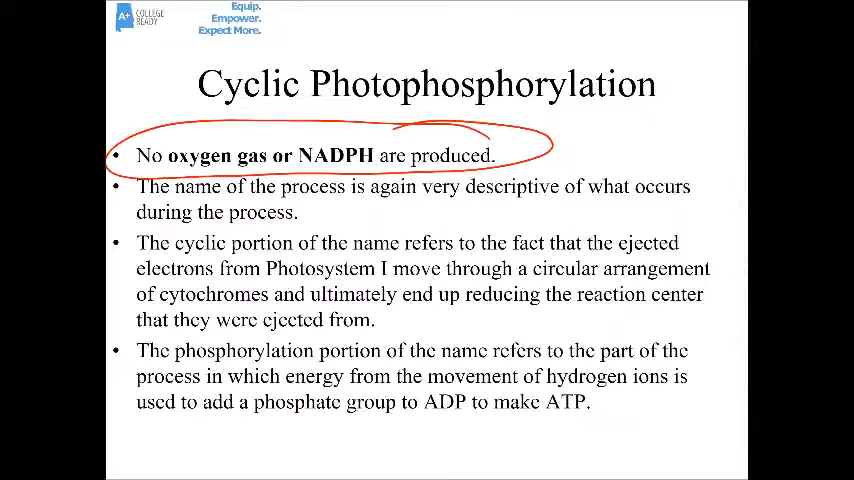 A+ COLLEGE
READY
Equip.
Empower.
Expect More.
Cyclic Photophosphorylation
• No oxygen gas or NADPH are produced.
• The name of the process is again very descriptive of what occurs
during the process.
• The cyclic portion of the name refers to the fact that the ejected
electrons from Photosystem I move through a circular arrangement
of cytochromes and ultimately end up reducing the reaction center
that they were ejected from.
• The phosphorylation portion of the name refers to the part of the
process in which energy from the movement of hydrogen ions is
used to add a phosphate group to ADP to make ATP.